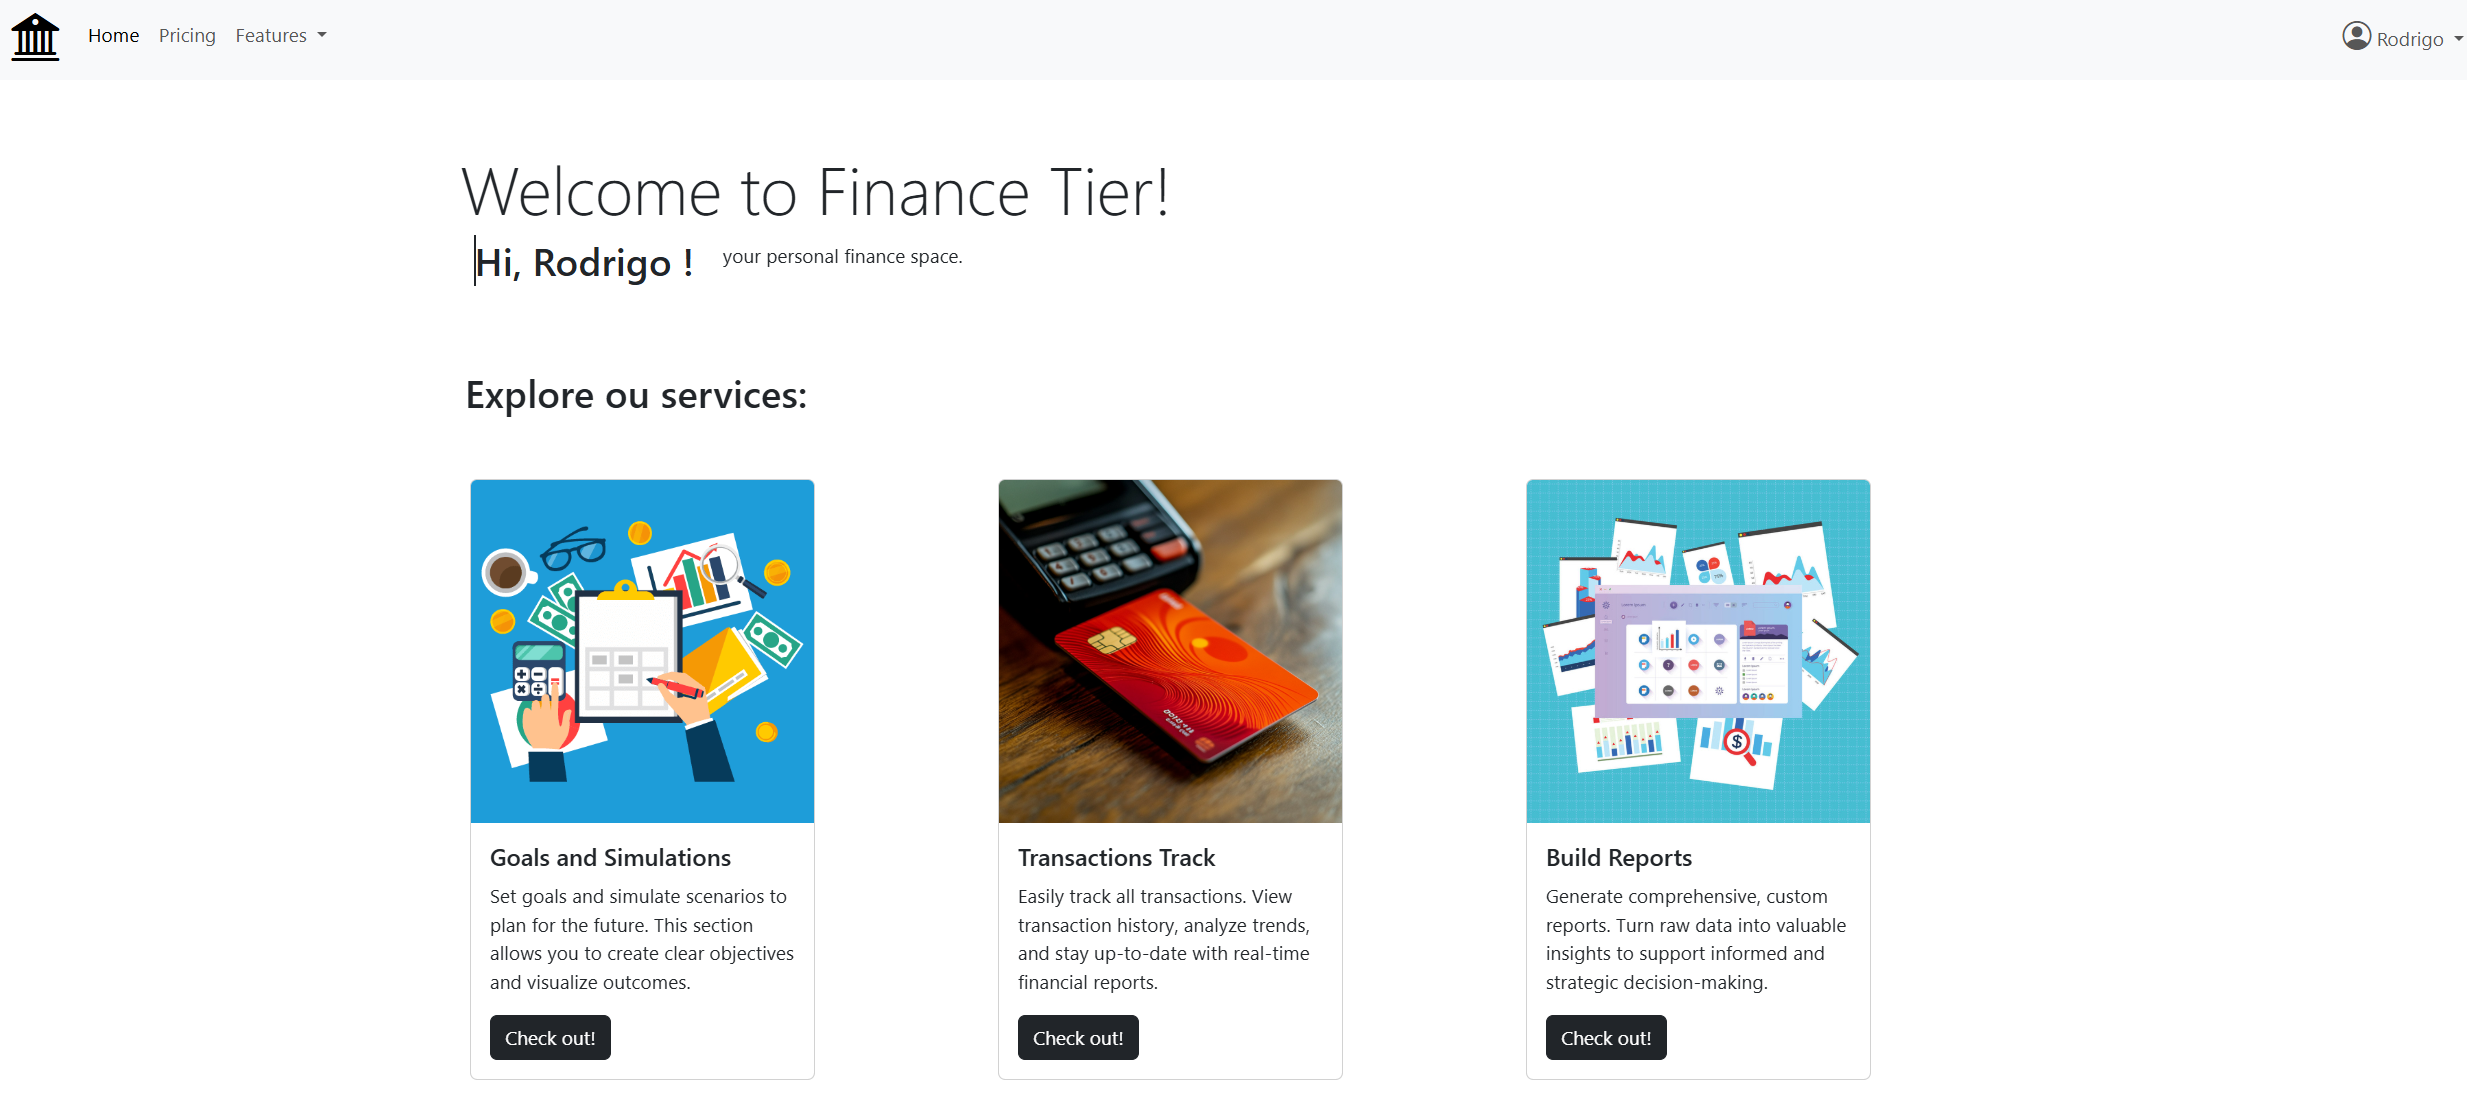 Home Pricing Features Rodrigo
Welcome to Finance Tier!
Hi, Rodrigo ! your personal finance space.
Explore ou services:
Goals and Simulations
Set goals and simulate scenarios to
plan for the future. This section
allows you to create clear objectives
and visualize outcomes.
Check out!
Transactions Track
Easily track all transactions. View
transaction history, analyze trends,
and stay up-to-date with real-time
financial reports.
Check out!
Build Reports
Generate comprehensive, custom
reports. Turn raw data into valuable
insights to support informed and
strategic decision-making.
Check out!